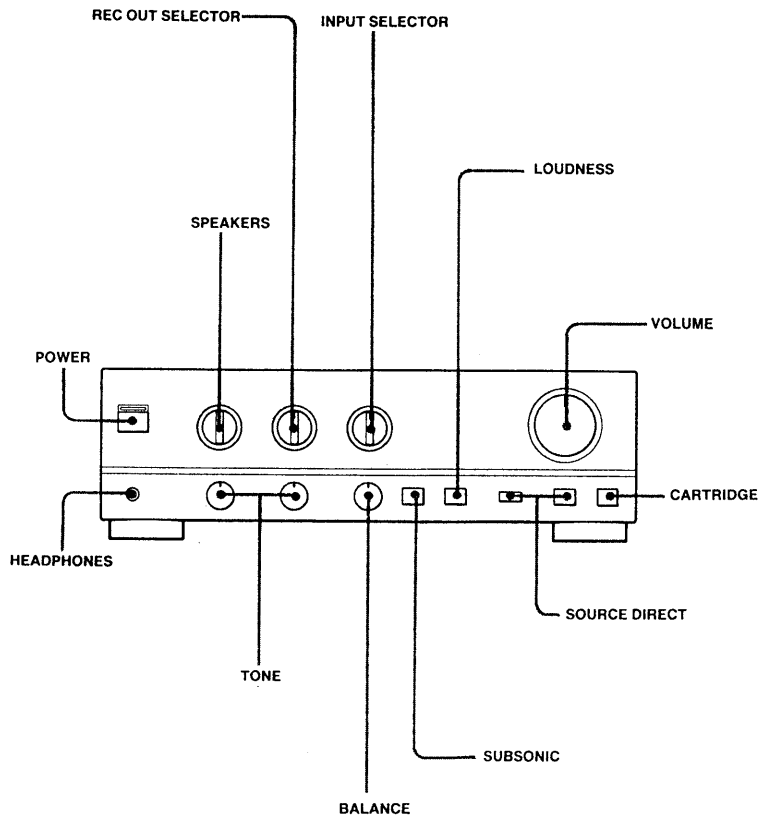 REC OUT SELECTOR
INPUT SELECTOR
LOUDNESS
SPEAKERS
VOLUME
POWER
CARTRIDGE
HEADPHONES
SOURCE DIRECT
TONE
SUBSONIC
BALANCE